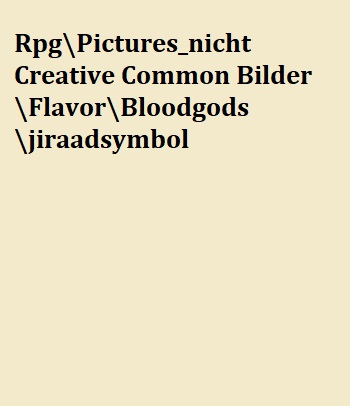 Rpg\Pictures_nicht
Creative Common Bilder
\Flavor\Bloodgods
\jiraadsymbol